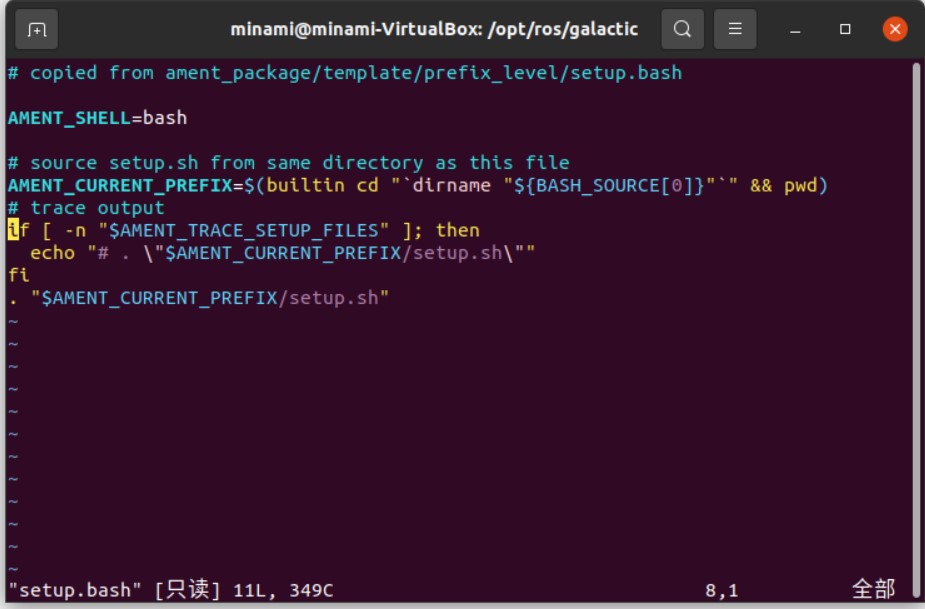 minami@minami-VirtualBox: /opt/ros/galactic
# copied from ament_package/template/prefix_level/setup.bash
AMENT_SHELL=bash
# source setup.sh from same directory as this file
AMENT_CURRENT_PREFIX=$(builtin cd "`dirname "${BASH_SOURCE[0]}"`" && pwd)
# trace output
if [ -n "$AMENT_TRACE_SETUP_FILES" ]; then
  echo "# . \"$AMENT_CURRENT_PREFIX/setup.sh\""
fi
. "$AMENT_CURRENT_PREFIX/setup.sh"
~
~
~
~
~
~
~
~
~
~
~
~
"setup.bash" [只读] 11L, 349C 8,1 全部